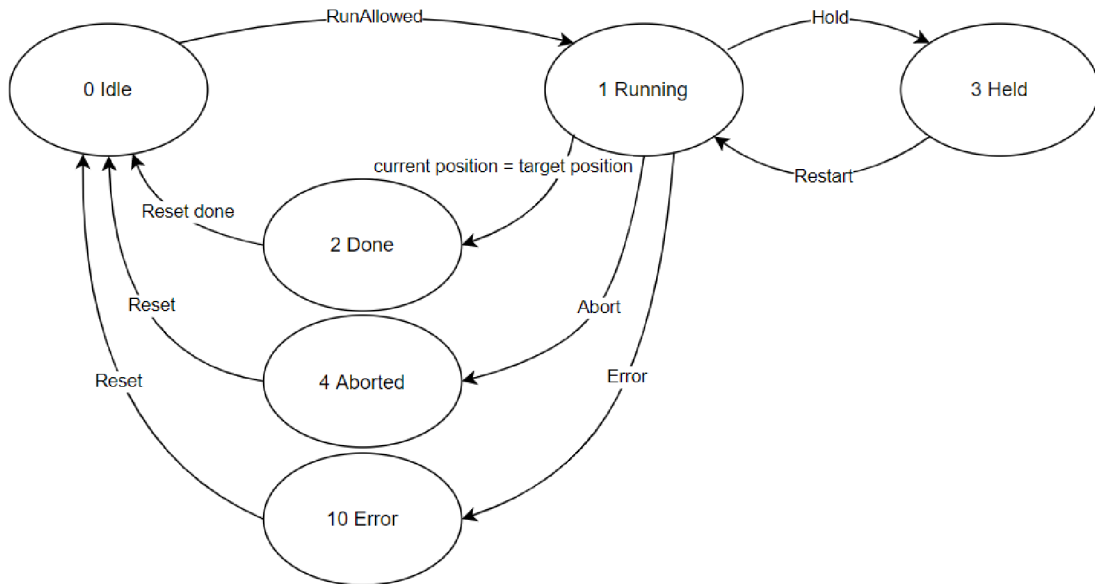 RunAllowed
Hold
0 Idle
1 Running
3 Held
current position = target position
Restart
Reset done
2 Done
Reset
Abort
4 Aborted
Reset
Error
10 Error